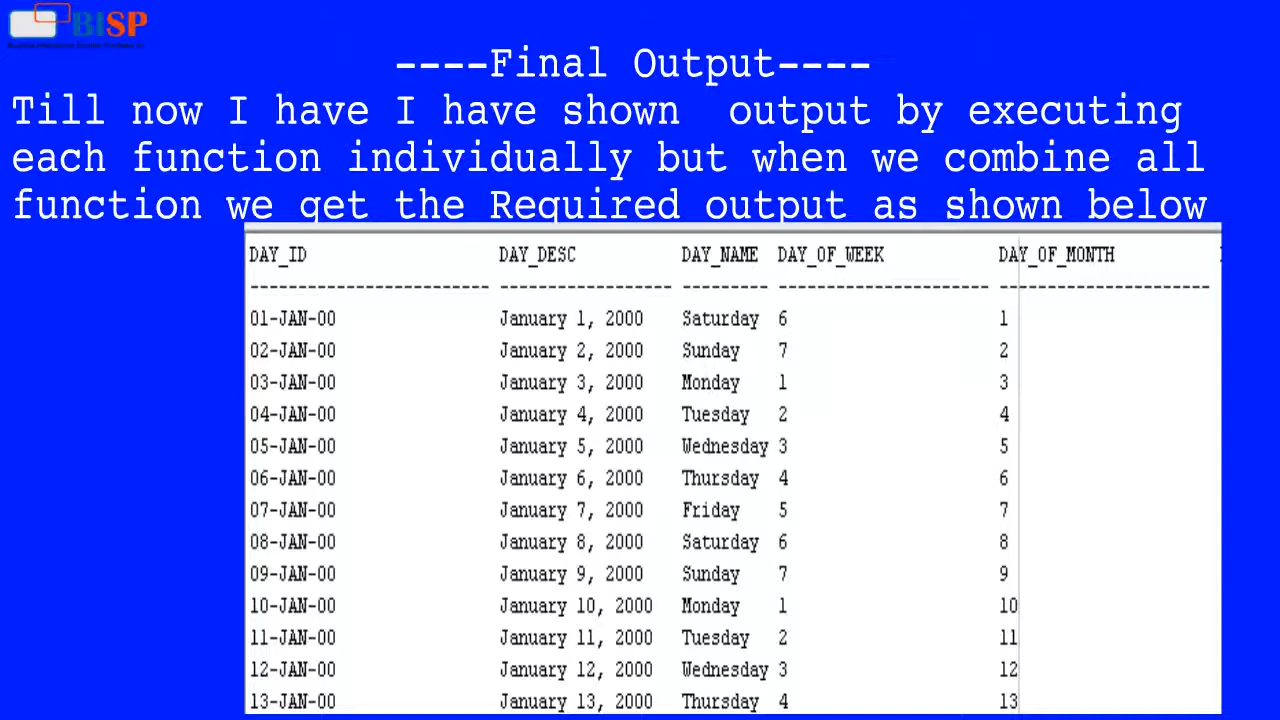 BISP
----Final Output----
Till now I have I have shown output by executing
each function individually but when we combine all
function we get the Required output as shown below
DAY_ID DAY_DESC DAY_NAME DAY_OF_WEEK DAY_OF_MONTH
------------------------- ------------------ --------- ---------------------- ----------------------
01-JAN-00 January 1, 2000 Saturday 6 1
02-JAN-00 January 2, 2000 Sunday 7 2
03-JAN-00 January 3, 2000 Monday 1 3
04-JAN-00 January 4, 2000 Tuesday 2 4
05-JAN-00 January 5, 2000 Wednesday 3 5
06-JAN-00 January 6, 2000 Thursday 4 6
07-JAN-00 January 7, 2000 Friday 5 7
08-JAN-00 January 8, 2000 Saturday 6 8
09-JAN-00 January 9, 2000 Sunday 7 9
10-JAN-00 January 10, 2000 Monday 1 10
11-JAN-00 January 11, 2000 Tuesday 2 11
12-JAN-00 January 12, 2000 Wednesday 3 12
13-JAN-00 January 13, 2000 Thursday 4 13